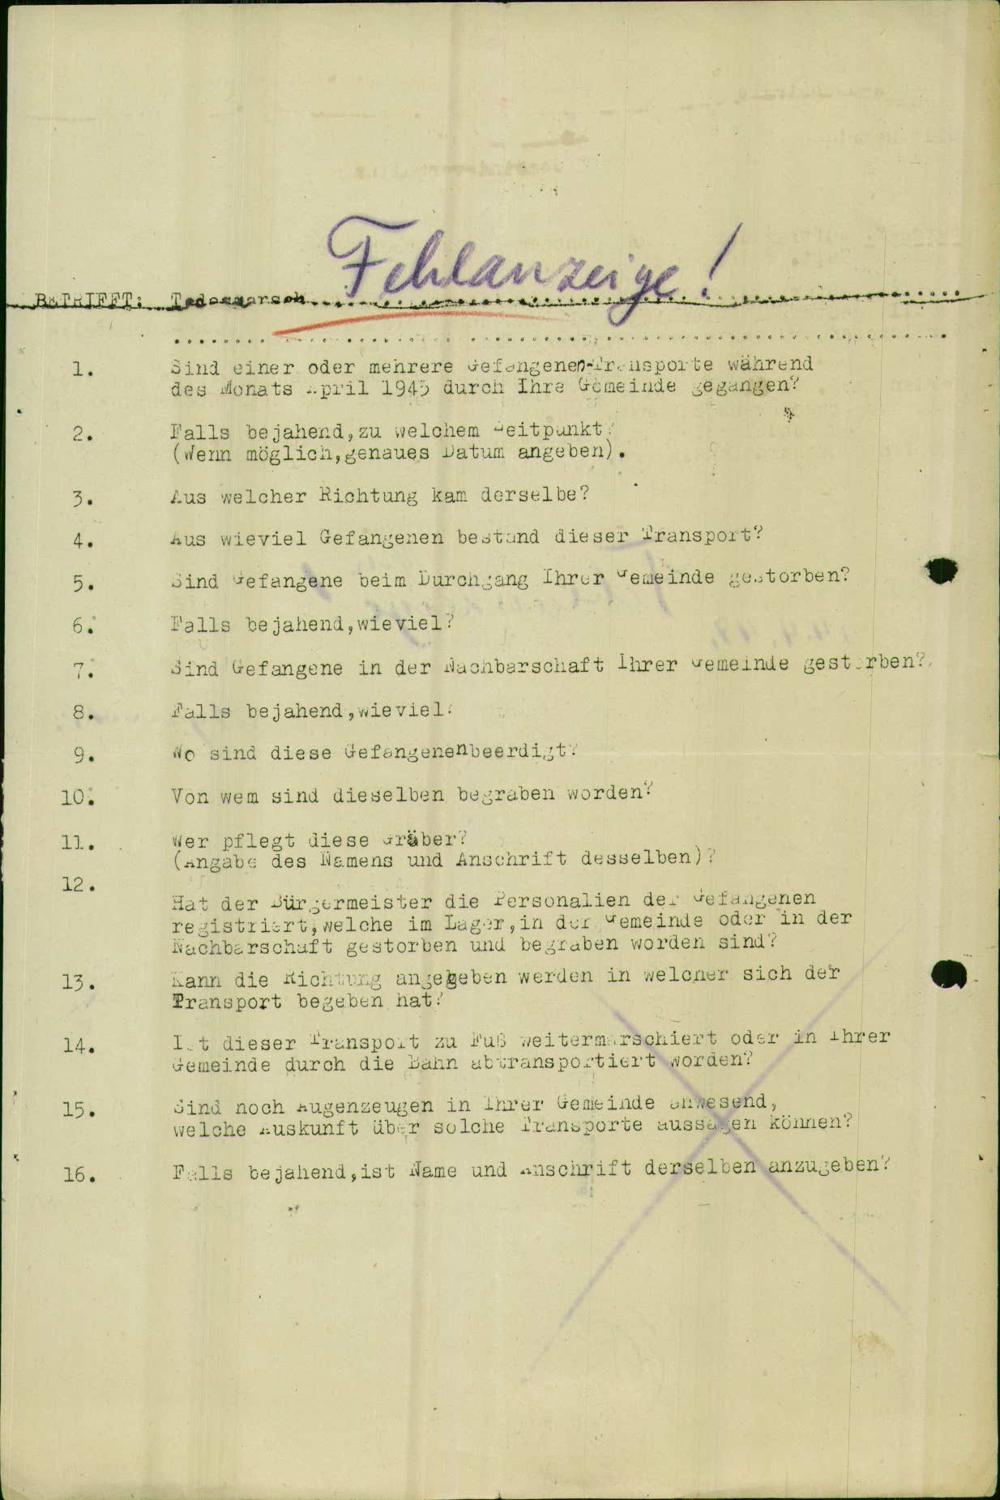 Fehlanzeige!
BETRIFFT: Todesmarsch
1. Sind einer oder mehrere Gefangenen-Transporte während
des Monats April 1945 durch Ihre Gemeinde gegangen?
2. Falls bejahend,zu welchem Zeitpunkt?
(Wenn möglich,genaues Datum angeben).
3. Aus welcher Richtung kam derselbe?
4. Aus wieviel Gefangenen bestand dieser Transport?
5. Sind Gefangene beim Durchgang Ihrer Gemeinde gestorben?
6. Falls bejahend,wieviel?
7. Sind Gefangene in der Nachbarschaft Ihrer Gemeinde gestorben?
8. Falls bejahend,wieviel?
9. Wo sind diese Gefangenenbeerdigt?
10. Von wem sind dieselben begraben worden?
11. Wer pflegt diese Gräber?
(Angabe des Namens und Anschrift desselben)?
12.
Hat der Bürgermeister die Personalien der Gefangenen
registriert,welche im Lager,in der Gemeinde oder in der
Nachbarschaft gestorben und begraben worden sind?
13. Kann die Richtung angegeben werden in welcher sich der
Transport begeben hat?
14. Ist dieser Transport zu Fuß weitermarschiert oder in Ihrer
Gemeinde durch die Bahn abtransportiert worden?
15. Sind noch Augenzeugen in Ihrer Gemeinde anwesend,
welche Auskunft über solche Transporte aussagen können?
16. Falls bejahend,ist Name und Anschrift derselben anzugeben?